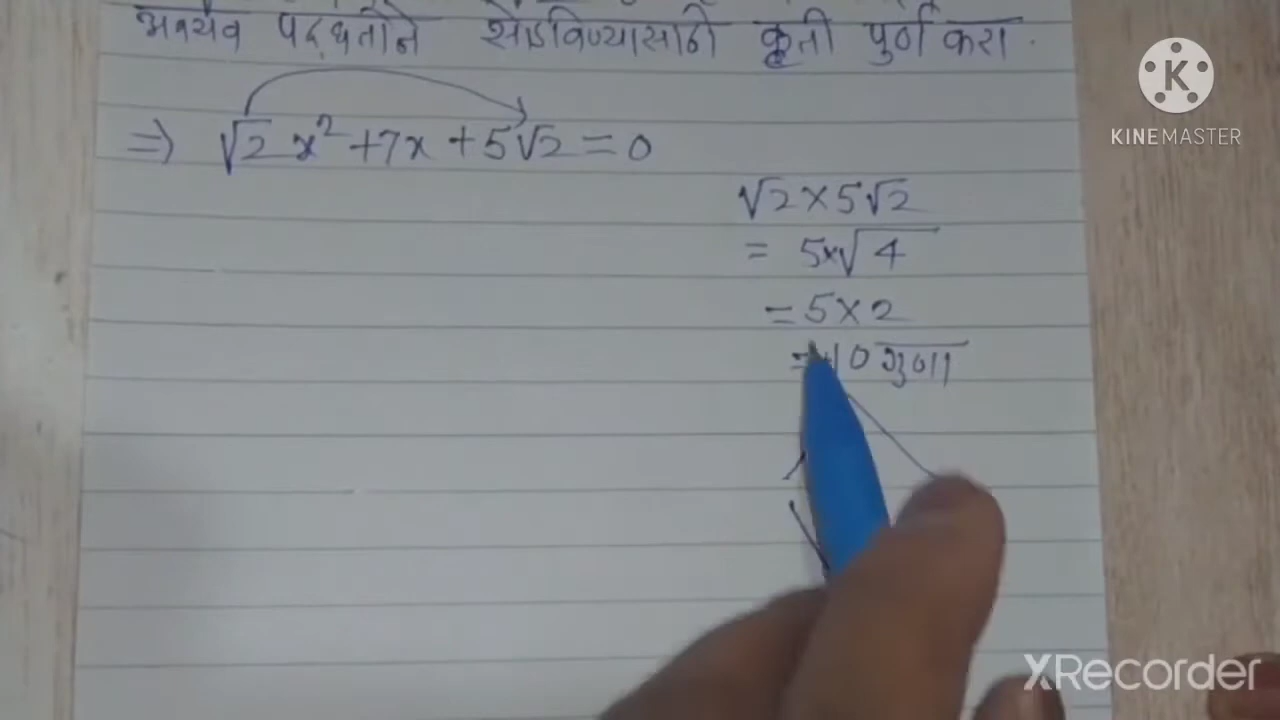 अवयव पद्धतीने सोडविण्यासाठी कृती पुर्ण करा.
K
KINEMASTER
⇒ √2 x² + 7x + 5√2 = 0
√2 × 5√2
= 5×√4
= 5 × 2
= +10 गुणा
XRecorder